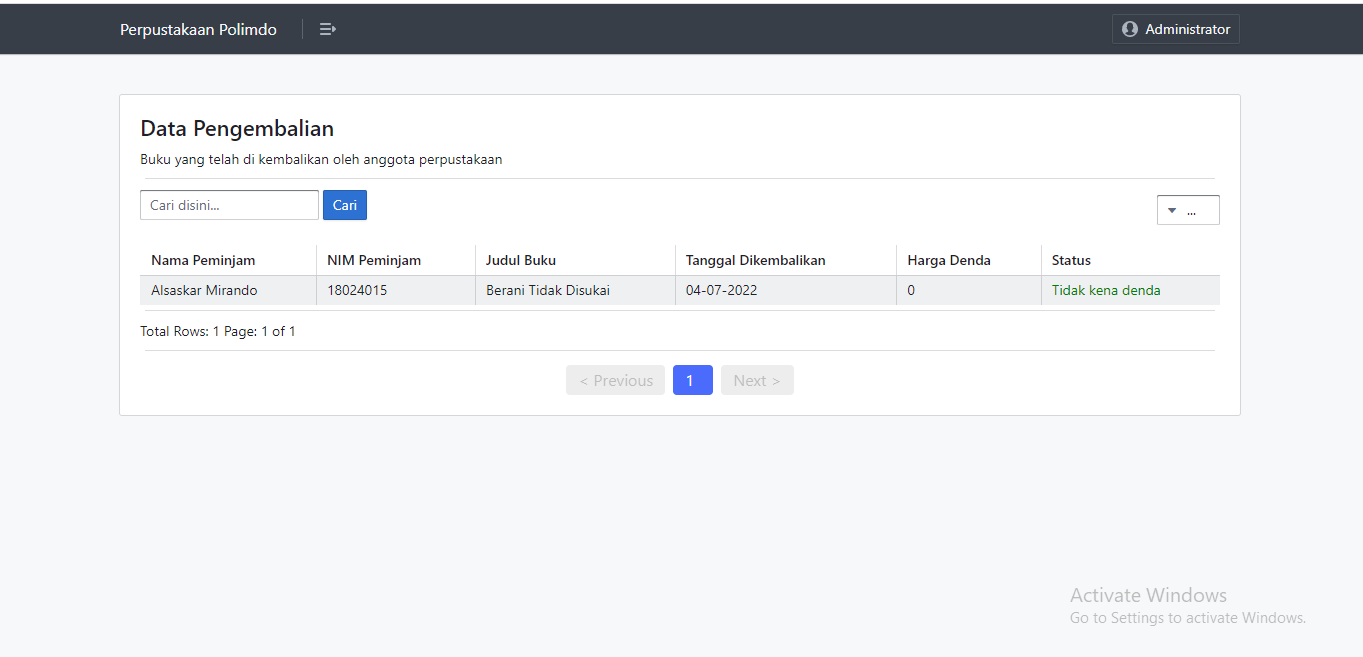 Perpustakaan Polimdo
Administrator
Data Pengembalian
Buku yang telah di kembalikan oleh anggota perpustakaan
Cari disini... Cari ...
Nama Peminjam NIM Peminjam Judul Buku Tanggal Dikembalikan Harga Denda Status
Alsaskar Mirando 18024015 Berani Tidak Disukai 04-07-2022 0 Tidak kena denda
Total Rows: 1 Page: 1 of 1
< Previous 1 Next >
Activate Windows
Go to Settings to activate Windows.